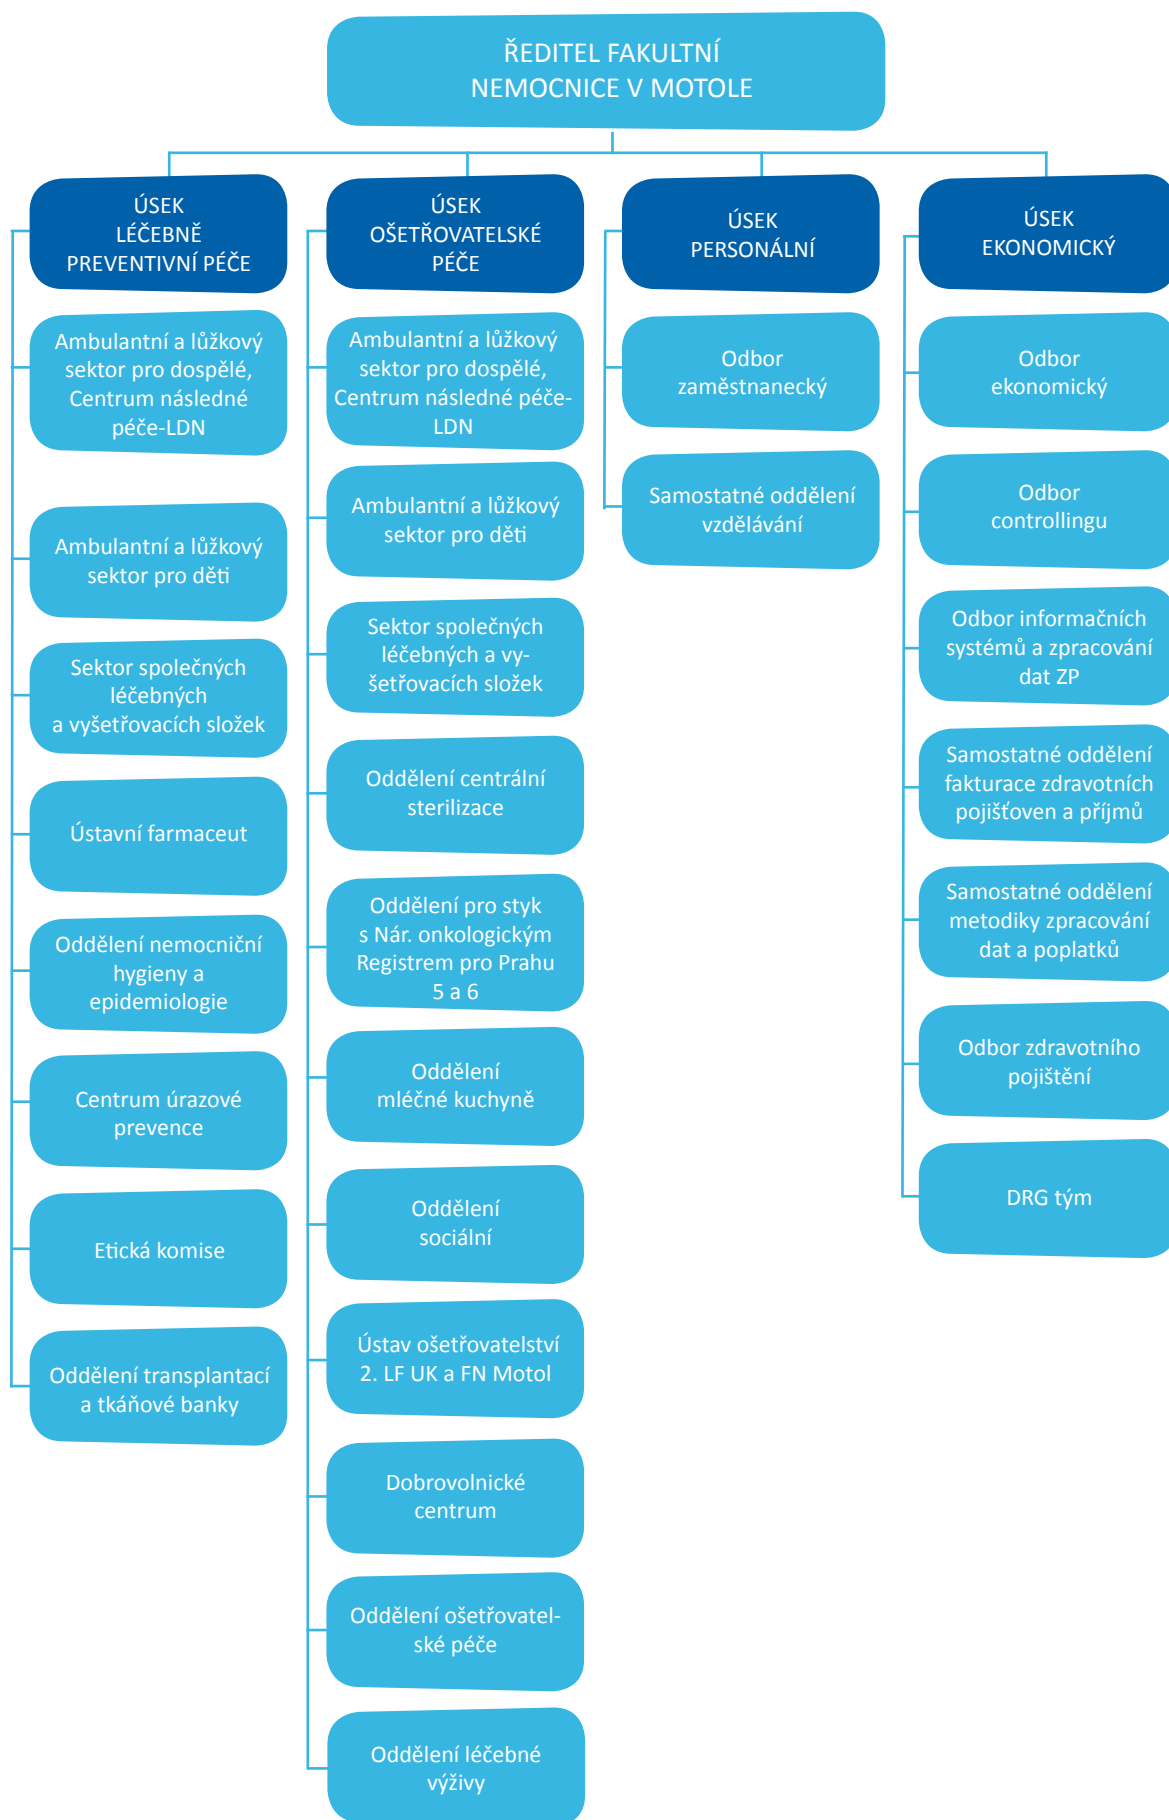 ŘEDITEL FAKULTNÍ
NEMOCNICE V MOTOLE
ÚSEK
LÉČEBNĚ
PREVENTIVNÍ PÉČE
Ambulantní a lůžkový
sektor pro dospělé,
Centrum následné
péče-LDN
Ambulantní a lůžkový
sektor pro děti
Sektor společných
léčebných
a vyšetřovacích složek
Ústavní farmaceut
Oddělení nemocniční
hygieny a
epidemiologie
Centrum úrazové
prevence
Etická komise
Oddělení transplantací
a tkáňové banky
ÚSEK
OŠETŘOVATELSKÉ
PÉČE
Ambulantní a lůžkový
sektor pro dospělé,
Centrum následné péče-
LDN
Ambulantní a lůžkový
sektor pro děti
Sektor společných
léčebných a vy-
šetřovacích složek
Oddělení centrální
sterilizace
Oddělení pro styk
s Nár. onkologickým
Registrem pro Prahu
5 a 6
Oddělení
mléčné kuchyně
Oddělení
sociální
Ústav ošetřovatelství
2. LF UK a FN Motol
Dobrovolnické
centrum
Oddělení ošetřovatel-
ské péče
Oddělení léčebné
výživy
ÚSEK
PERSONÁLNÍ
Odbor
zaměstnanecký
Samostatné oddělení
vzdělávání
ÚSEK
EKONOMICKÝ
Odbor
ekonomický
Odbor
controllingu
Odbor informačních
systémů a zpracování
dat ZP
Samostatné oddělení
fakturace zdravotních
pojišťoven a příjmů
Samostatné oddělení
metodiky zpracování
dat a poplatků
Odbor zdravotního
pojištění
DRG tým